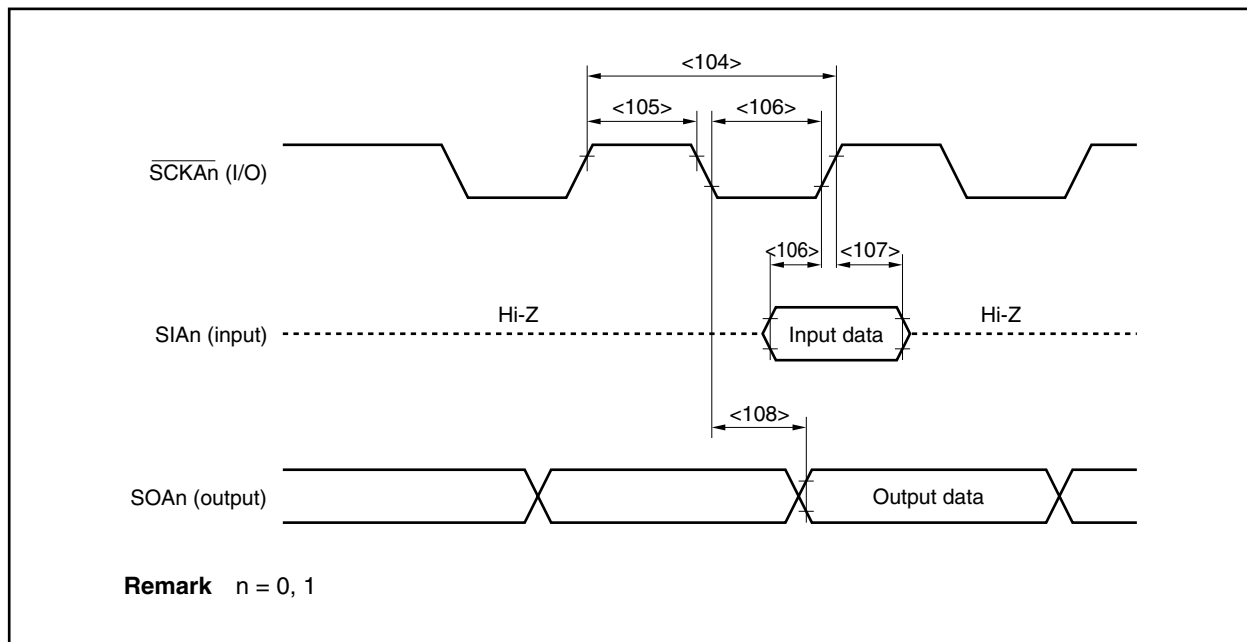 <104>
<105>
<106>
SCKAn (I/O)
<106>
<107>
Hi-Z
Hi-Z
SIAn (input)
Input data
<108>
SOAn (output)
Output data
Remark n = 0, 1